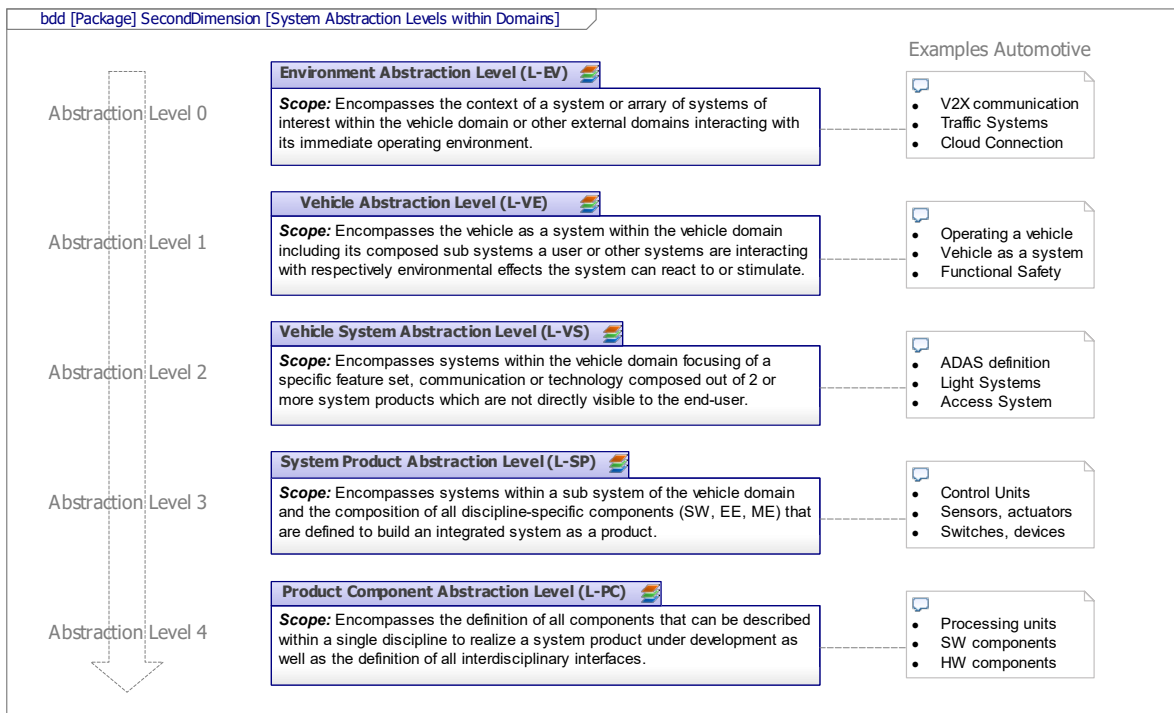 bdd [Package] SecondDimension [System Abstraction Levels within Domains]
Examples Automotive
Abstraction Level 0
Environment Abstraction Level (L-EV)
Scope: Encompasses the context of a system or arrary of systems of
interest within the vehicle domain or other external domains interacting with
its immediate operating environment.
• V2X communication
• Traffic Systems
• Cloud Connection
Abstraction Level 1
Vehicle Abstraction Level (L-VE)
Scope: Encompasses the vehicle as a system within the vehicle domain
including its composed sub systems a user or other systems are interacting
with respectively environmental effects the system can react to or stimulate.
• Operating a vehicle
• Vehicle as a system
• Functional Safety
Abstraction Level 2
Vehicle System Abstraction Level (L-VS)
Scope: Encompasses systems within the vehicle domain focusing of a
specific feature set, communication or technology composed out of 2 or
more system products which are not directly visible to the end-user.
• ADAS definition
• Light Systems
• Access System
Abstraction Level 3
System Product Abstraction Level (L-SP)
Scope: Encompasses systems within a sub system of the vehicle domain
and the composition of all discipline-specific components (SW, EE, ME) that
are defined to build an integrated system as a product.
• Control Units
• Sensors, actuators
• Switches, devices
Abstraction Level 4
Product Component Abstraction Level (L-PC)
Scope: Encompasses the definition of all components that can be described
within a single discipline to realize a system product under development as
well as the definition of all interdisciplinary interfaces.
• Processing units
• SW components
• HW components